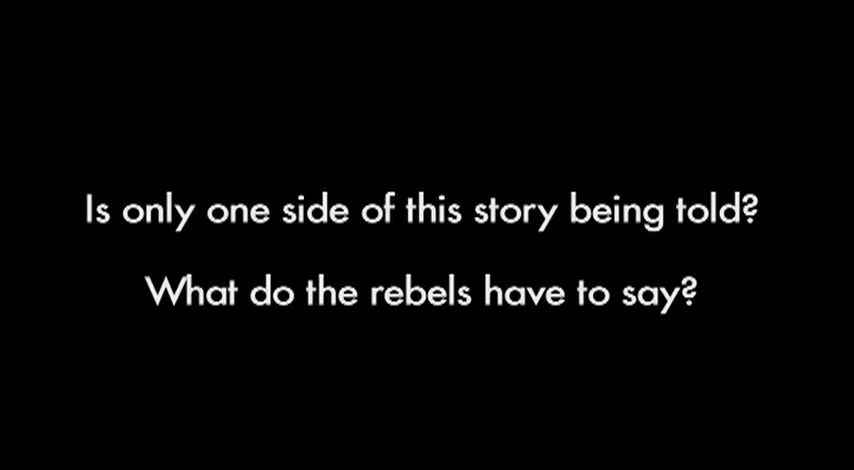 Is only one side of this story being told?
What do the rebels have to say?